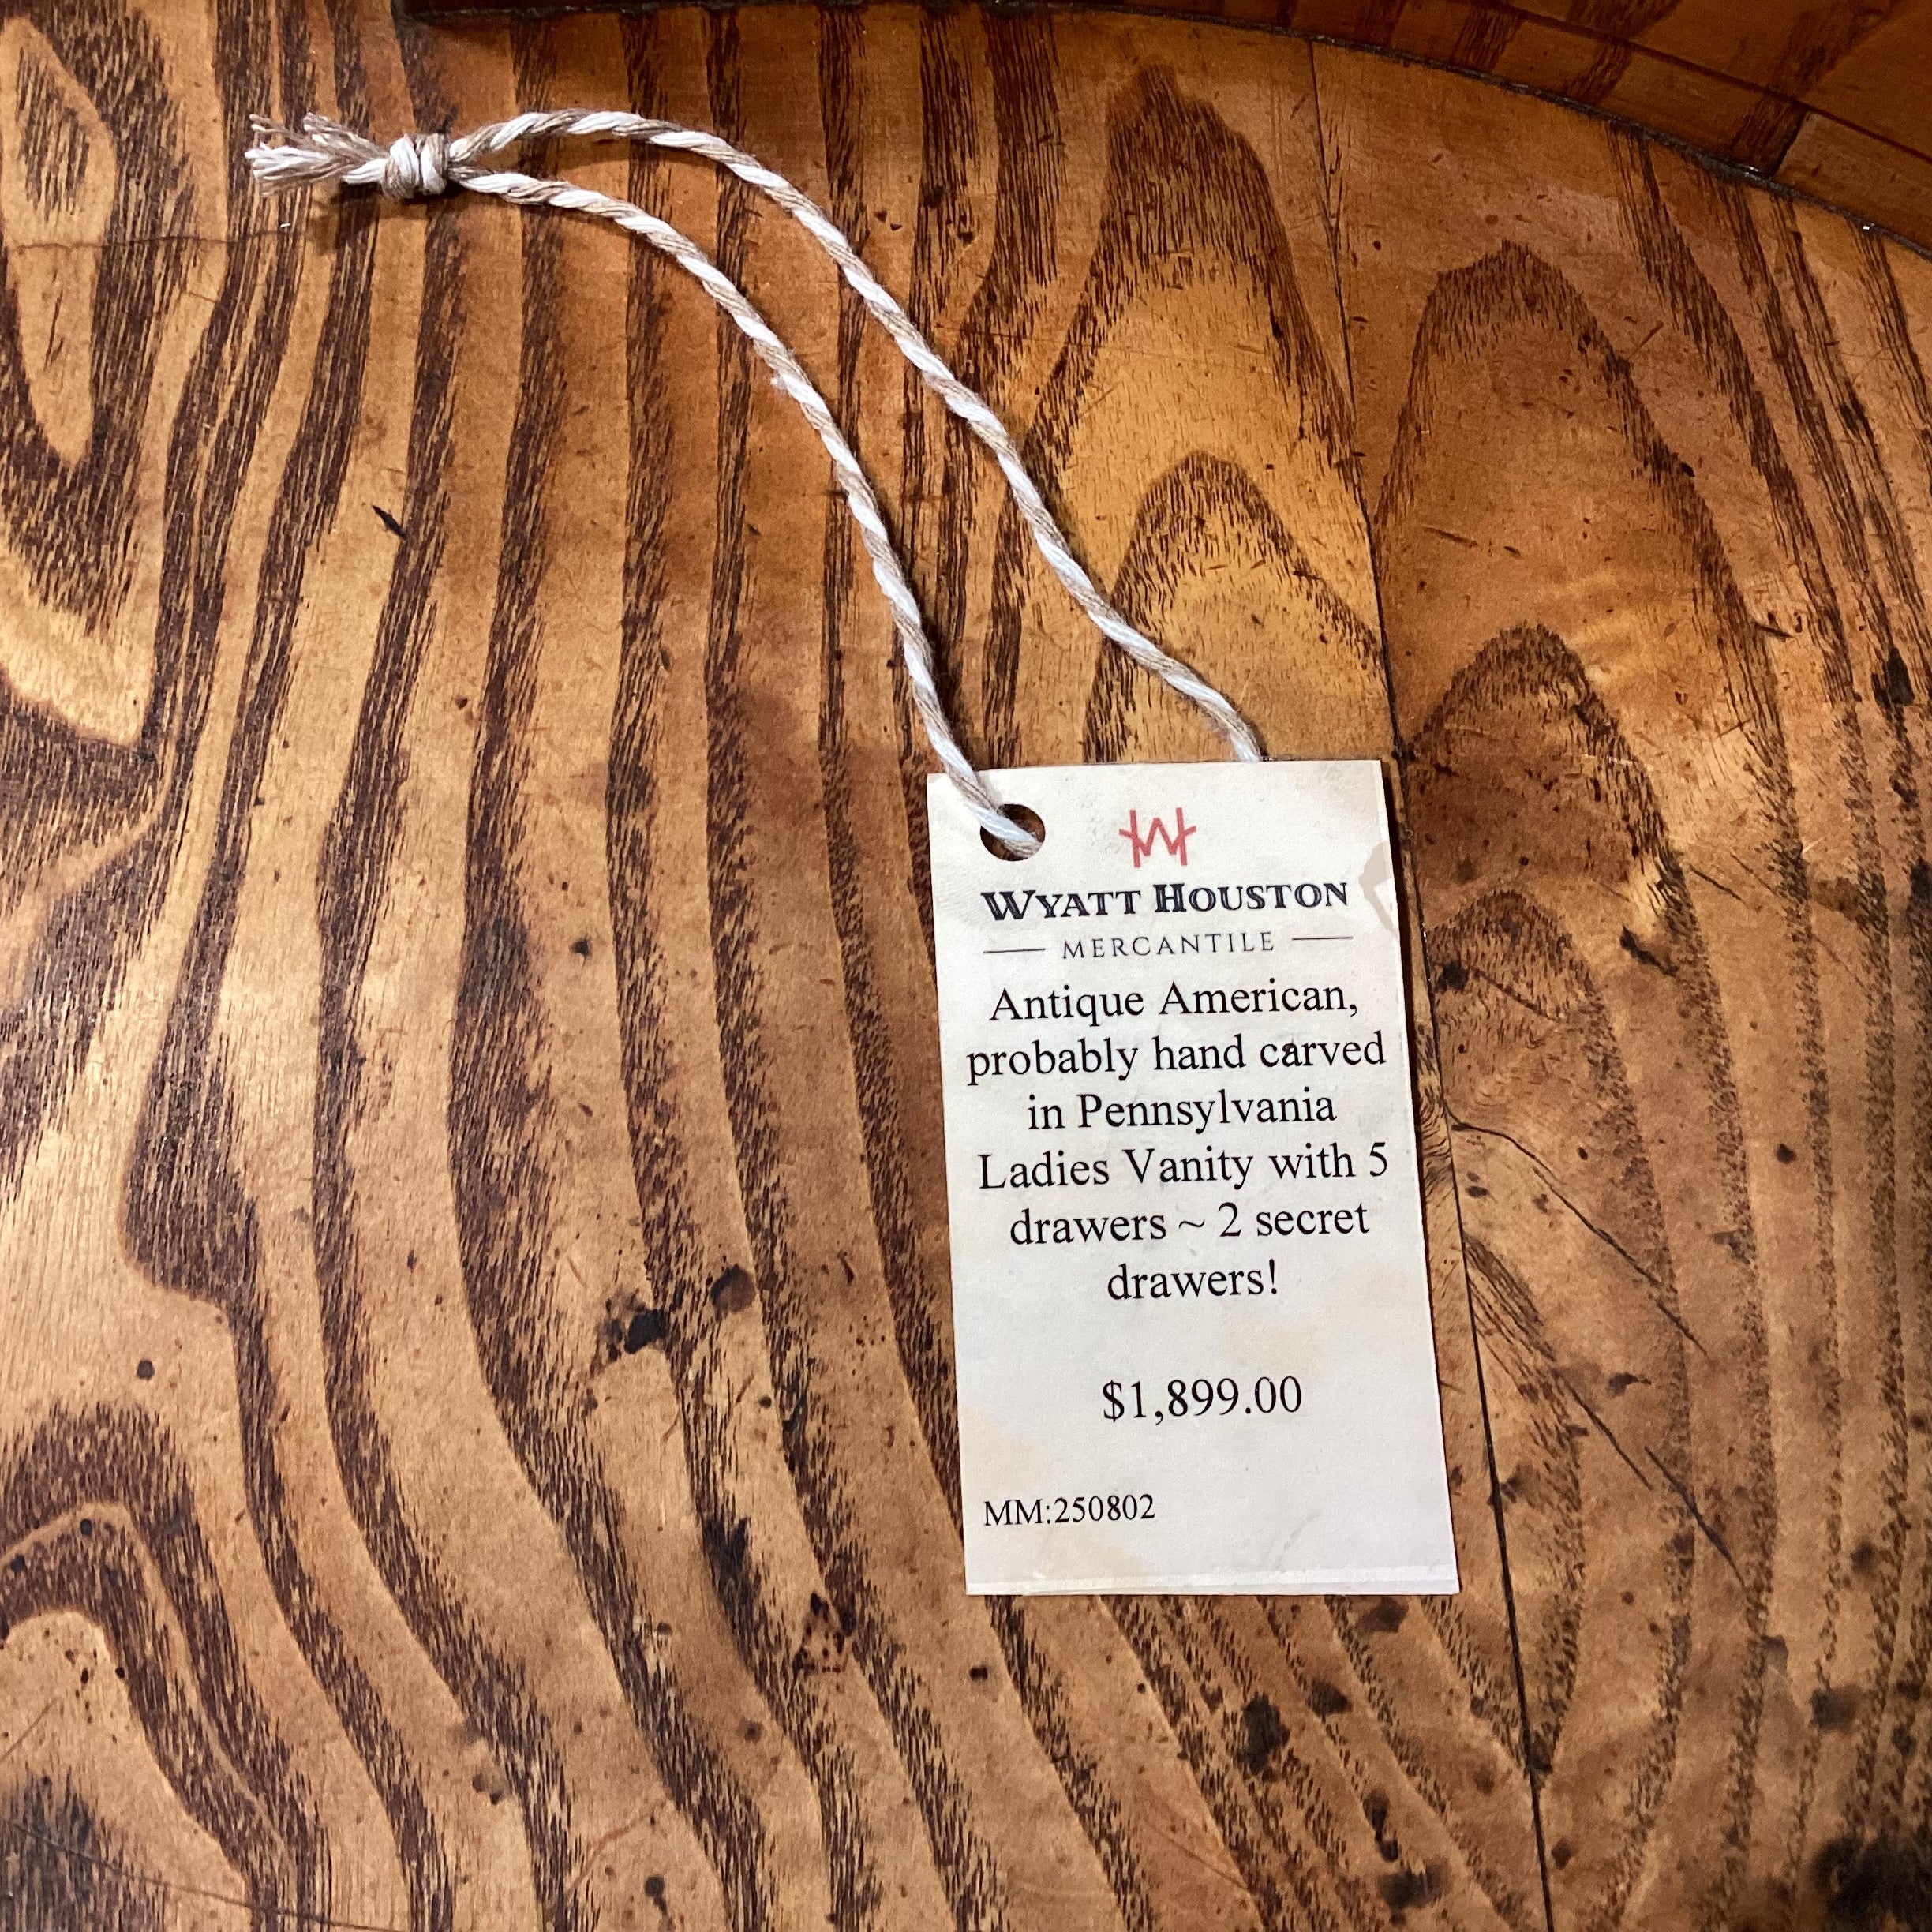 WYATT HOUSTON
MERCANTILE
Antique American,
probably hand carved
in Pennsylvania
Ladies Vanity with 5
drawers ~ 2 secret
drawers!
$1,899.00
MM:250802